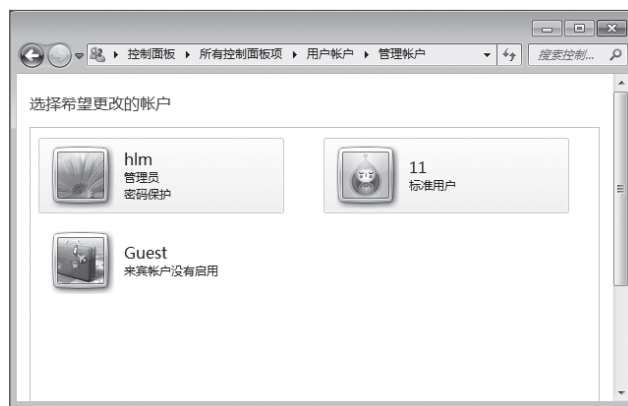 控制面板 ▸ 所有控制面板项 ▸ 用户帐户 ▸ 管理帐户
搜索控制...
选择希望更改的帐户
hlm
管理员
密码保护
11
标准用户
Guest
来宾帐户没有启用